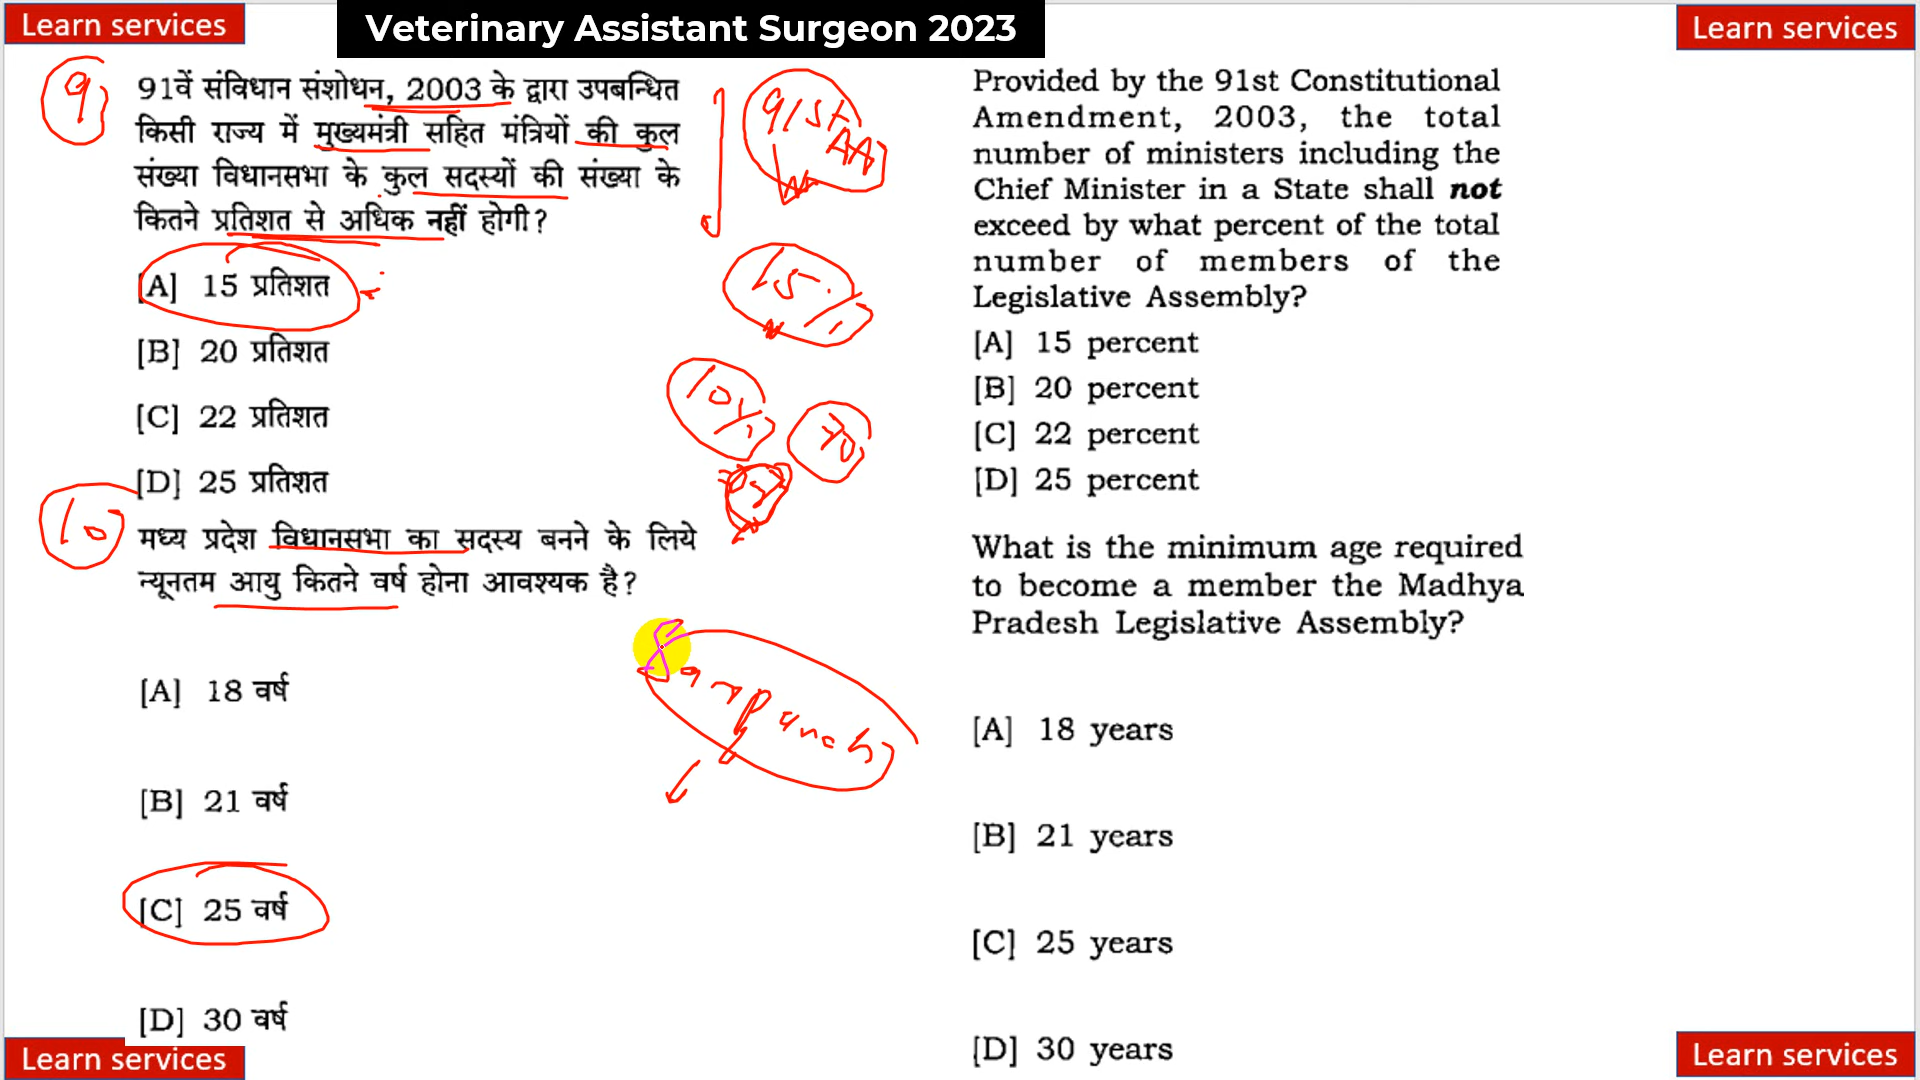 Learn services
Veterinary Assistant Surgeon 2023
Learn services
9
91वें संविधान संशोधन, 2003 के द्वारा उपबन्धित
किसी राज्य में मुख्यमंत्री सहित मंत्रियों की कुल
संख्या विधानसभा के कुल सदस्यों की संख्या के
कितने प्रतिशत से अधिक नहीं होगी?
[A] 15 प्रतिशत
[B] 20 प्रतिशत
[C] 22 प्रतिशत
[D] 25 प्रतिशत
91st
AA
15%
10%
70
10
मध्य प्रदेश विधानसभा का सदस्य बनने के लिये
न्यूनतम आयु कितने वर्ष होना आवश्यक है?
[A] 18 वर्ष
[B] 21 वर्ष
[C] 25 वर्ष
[D] 30 वर्ष
Sarpanch
Provided by the 91st Constitutional
Amendment, 2003, the total
number of ministers including the
Chief Minister in a State shall not
exceed by what percent of the total
number of members of the
Legislative Assembly?
[A] 15 percent
[B] 20 percent
[C] 22 percent
[D] 25 percent
What is the minimum age required
to become a member the Madhya
Pradesh Legislative Assembly?
[A] 18 years
[B] 21 years
[C] 25 years
[D] 30 years
Learn services
Learn services